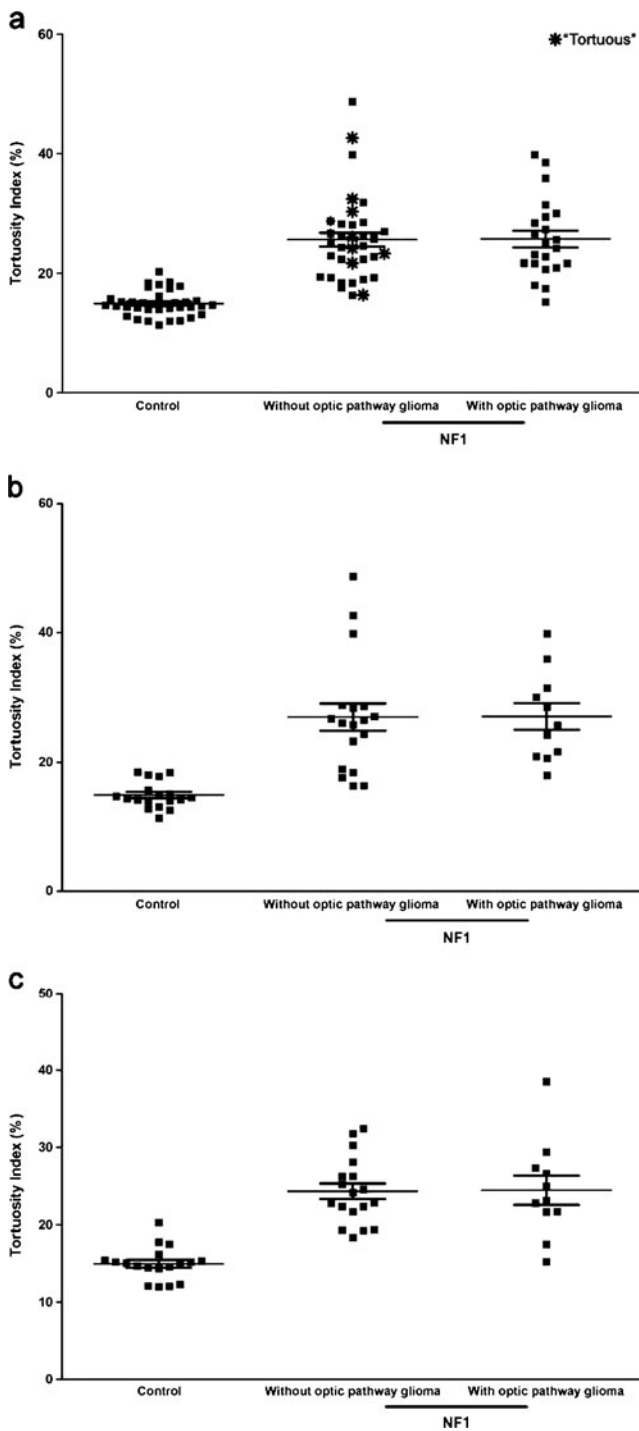 a
60
✱"Tortuous"
40
20
0
Tortuosity Index (%)
Control
Without optic pathway glioma
With optic pathway glioma
NF1
b
60
40
20
0
Tortuosity Index (%)
Control
Without optic pathway glioma
With optic pathway glioma
NF1
c
50
40
30
20
10
0
Tortuosity Index (%)
Control
Without optic pathway glioma
With optic pathway glioma
NF1